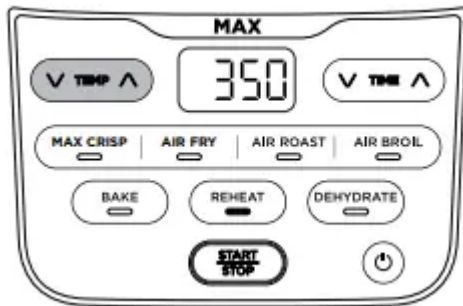 MAX
TEMP
350
TIME
MAX CRISP
AIR FRY
AIR ROAST
AIR BROIL
BAKE
REHEAT
DEHYDRATE
START
STOP